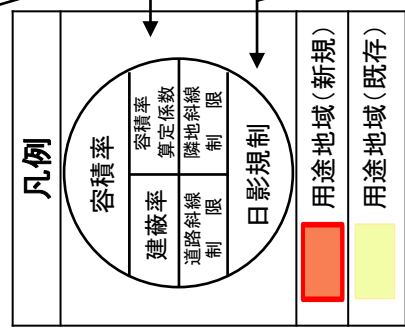 凡例
容積率
建蔽率
容積率
算定係数
道路斜線
制 限
隣地斜線
制 限
日影規制
用途地域(新規)
用途地域(既存)